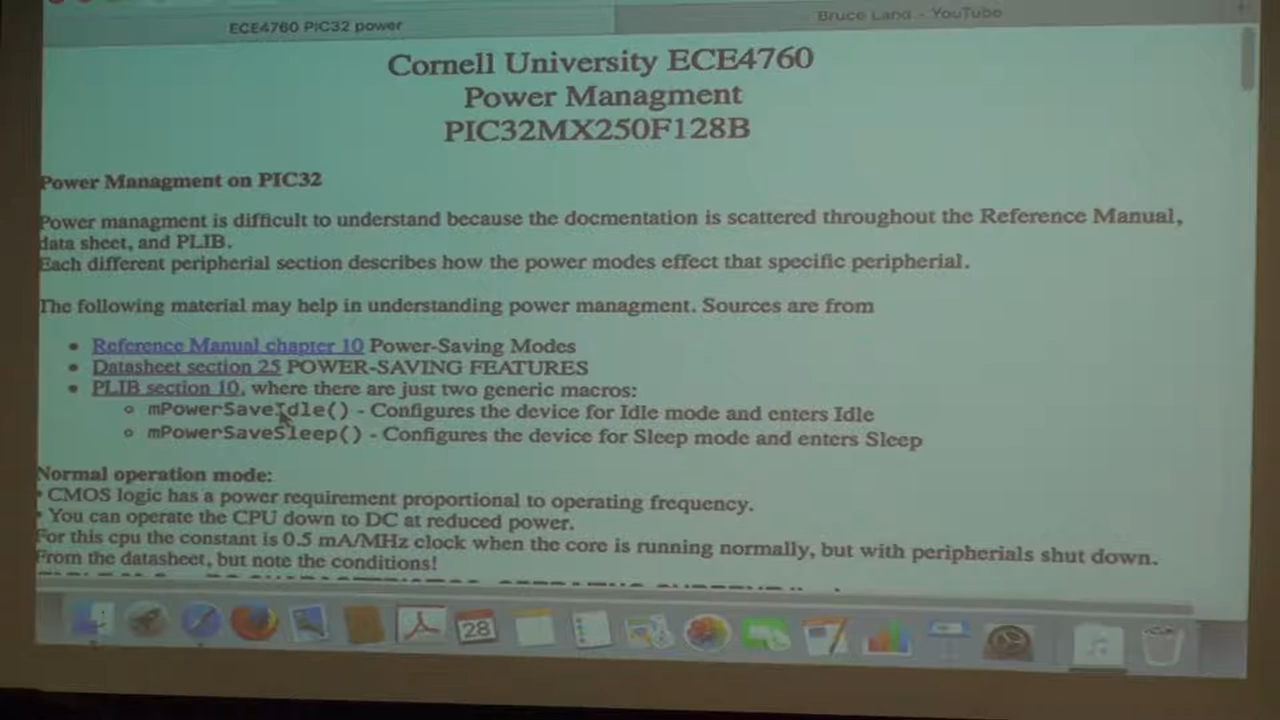 ECE4760 PIC32 power
Bruce Land - YouTube
Cornell University ECE4760
Power Managment
PIC32MX250F128B
Power Managment on PIC32
Power managment is difficult to understand because the docmentation is scattered throughout the Reference Manual,
data sheet, and PLIB.
Each different peripherial section describes how the power modes effect that specific peripherial.
The following material may help in understanding power managment. Sources are from
• Reference Manual chapter 10 Power-Saving Modes
• Datasheet section 25 POWER-SAVING FEATURES
• PLIB section 10, where there are just two generic macros:
○ mPowerSaveIdle() - Configures the device for Idle mode and enters Idle
○ mPowerSaveSleep() - Configures the device for Sleep mode and enters Sleep
Normal operation mode:
• CMOS logic has a power requirement proportional to operating frequency.
• You can operate the CPU down to DC at reduced power.
For this cpu the constant is 0.5 mA/MHz clock when the core is running normally, but with peripherials shut down.
From the datasheet, but note the conditions!
28